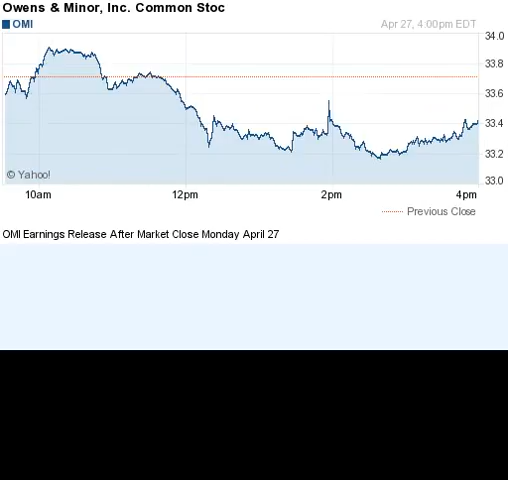 Owens & Minor, Inc. Common Stoc
OMI Apr 27, 4:00pm EDT
34.0
33.8
33.6
33.4
33.2
33.0
© Yahoo!
10am 12pm 2pm 4pm
Previous Close
OMI Earnings Release After Market Close Monday April 27